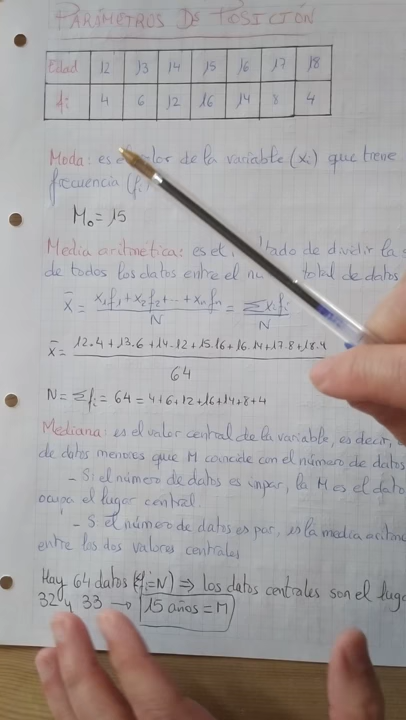 PARÁMETROS DE POSICIÓN
Edad 12 13 14 15 16 17 18
fi 4 6 12 16 14 8 4
Moda: es el valor de la variable (xi) que tiene
frecuencia (fi)
Mo = 15
Media aritmética: es el de dividir la
de todos los datos entre el total de datos
x̄ = x1f1+x2f2+...+xnfn / N = Σxifi / N
x̄ = 12·4+13·6+14·12+15·16+16·14+17·8+18·4 / 64
N = Σfi = 64 = 4+6+12+16+14+8+4
Mediana: es el valor central de la variable, es decir,
de datos menores que M coincide con el número de datos
- Si el número de datos es impar, la M es el dato
ocupa el lugar central.
- S el número de datos es par, es la media
entre los dos valores centrales
Hay 64 datos (fi=N) ⇒ los datos centrales son el
32 y 33 → 15 años = M